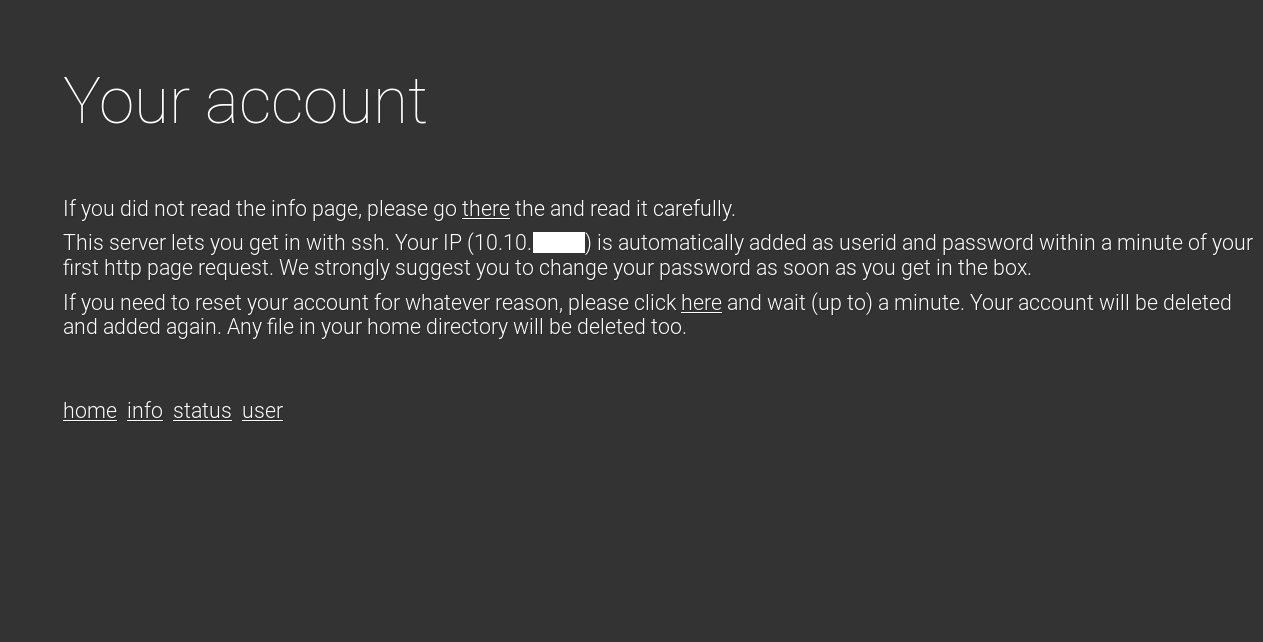 Your account
If you did not read the info page, please go there the and read it carefully.
This server lets you get in with ssh. Your IP (10.10.) is automatically added as userid and password within a minute of your
first http page request. We strongly suggest you to change your password as soon as you get in the box.
If you need to reset your account for whatever reason, please click here and wait (up to) a minute. Your account will be deleted
and added again. Any file in your home directory will be deleted too.
home info status user